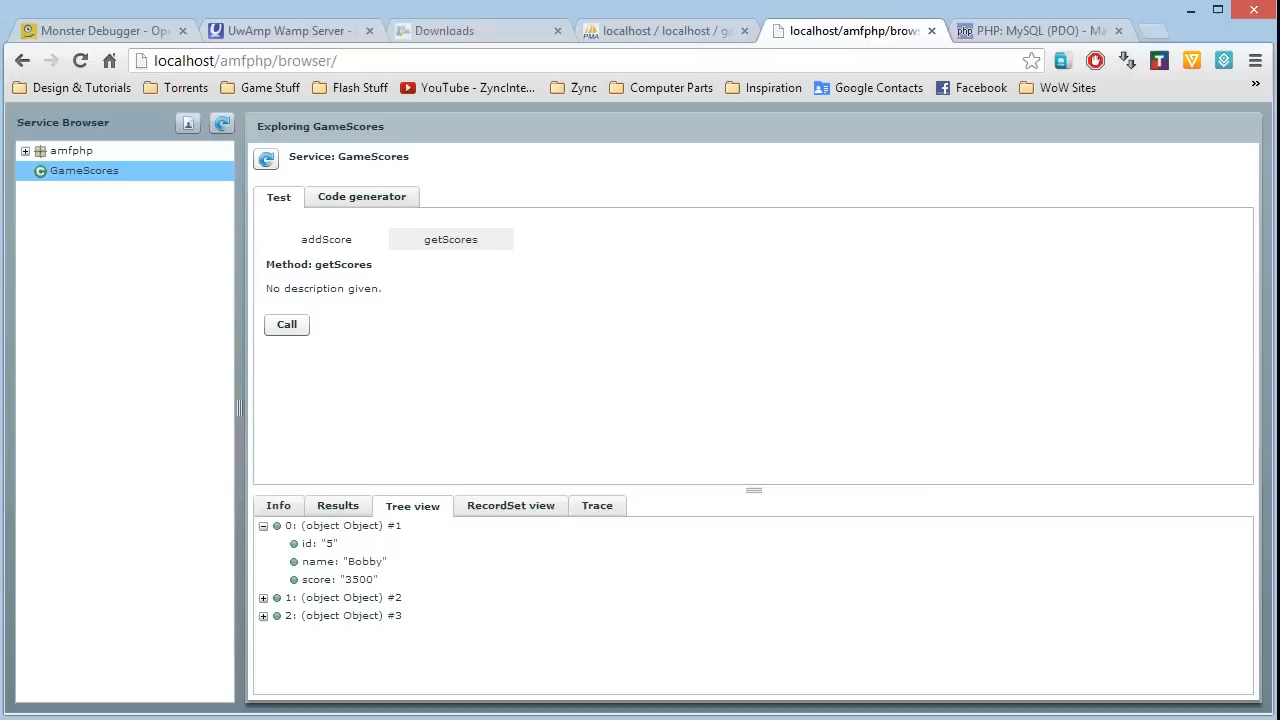 Monster Debugger - Op
UwAmp Wamp Server -
Downloads
localhost / localhost / ga
localhost/amfphp/brows
PHP: MySQL (PDO) - Ma
localhost/amfphp/browser/
Design & Tutorials
Torrents
Game Stuff
Flash Stuff
YouTube - ZyncInte...
Zync
Computer Parts
Inspiration
Google Contacts
Facebook
WoW Sites
»
Service Browser
amfphp
GameScores
Exploring GameScores
Service: GameScores
Test
Code generator
addScore
getScores
Method: getScores
No description given.
Call
Info
Results
Tree view
RecordSet view
Trace
0: (object Object) #1
id: "5"
name: "Bobby"
score: "3500"
1: (object Object) #2
2: (object Object) #3